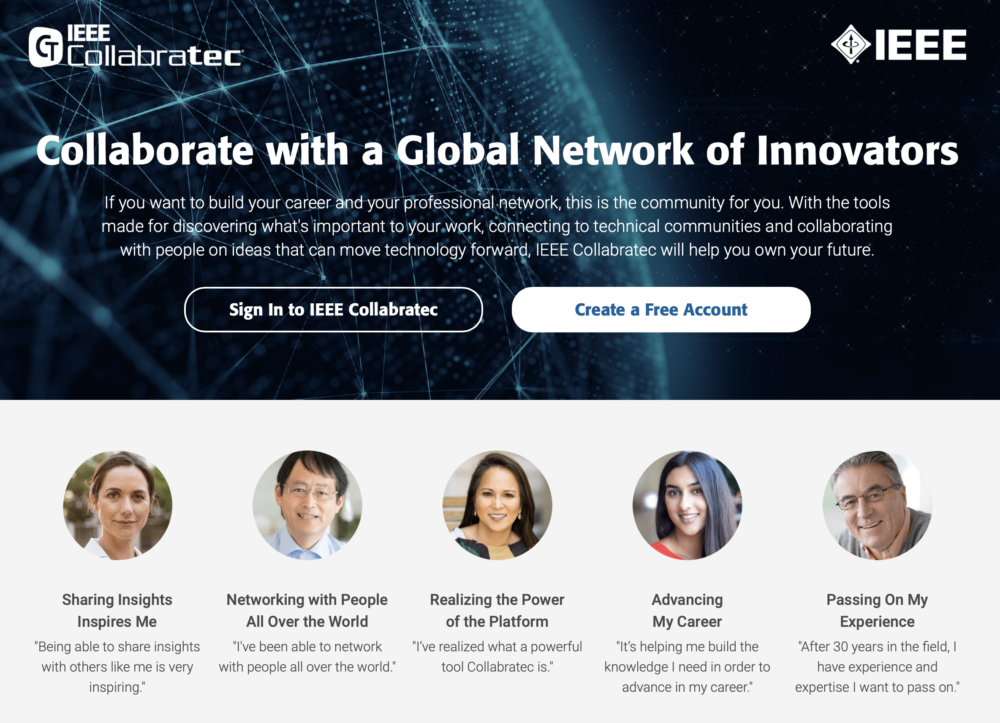 IEEE
Collabratec®
IEEE
Collaborate with a Global Network of Innovators
If you want to build your career and your professional network, this is the community for you. With the tools
made for discovering what's important to your work, connecting to technical communities and collaborating
with people on ideas that can move technology forward, IEEE Collabratec will help you own your future.
Sign In to IEEE Collabratec
Create a Free Account
Sharing Insights
Inspires Me
"Being able to share insights
with others like me is very
inspiring."
Networking with People
All Over the World
"I've been able to network
with people all over the world."
Realizing the Power
of the Platform
"I’ve realized what a powerful
tool Collabratec is."
Advancing
My Career
"It’s helping me build the
knowledge I need in order to
advance in my career."
Passing On My
Experience
"After 30 years in the field, I
have experience and
expertise I want to pass on."